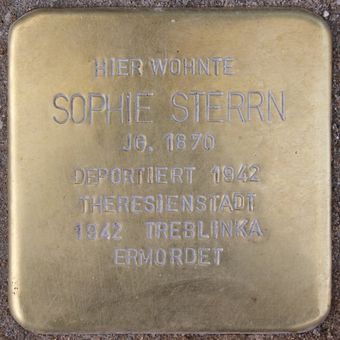 HIER WOHNTE
SOPHIE STERRN
JG. 1870
DEPORTIERT 1942
THERESIENSTADT
1942 TREBLINKA
ERMORDET